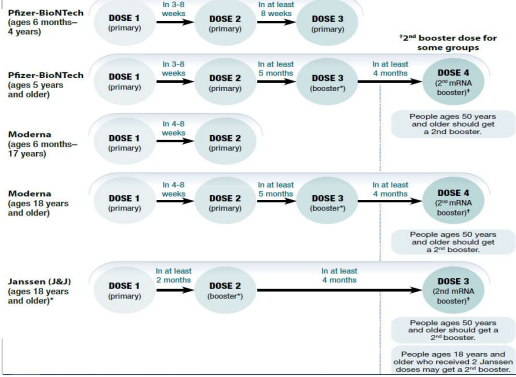 Pfizer-BioNTech
(ages 6 months–
4 years)
DOSE 1
(primary)
In 3-8
weeks
DOSE 2
(primary)
In at least
8 weeks
DOSE 3
(primary)
†2nd booster dose for
some groups
Pfizer-BioNTech
(ages 5 years
and older)
DOSE 1
(primary)
In 3-8
weeks
DOSE 2
(primary)
In at least
5 months
DOSE 3
(booster*)
In at least
4 months
DOSE 4
(2nd mRNA
booster)†
People ages 50 years
and older should get
a 2nd booster.
Moderna
(ages 6 months–
17 years)
DOSE 1
(primary)
In 4-8
weeks
DOSE 2
(primary)
Moderna
(ages 18 years
and older)
DOSE 1
(primary)
In 4-8
weeks
DOSE 2
(primary)
In at least
5 months
DOSE 3
(booster*)
In at least
4 months
DOSE 4
(2nd mRNA
booster)†
People ages 50 years
and older should get
a 2nd booster.
Janssen (J&J)
(ages 18 years
and older)*
DOSE 1
(primary)
In at least
2 months
DOSE 2
(booster*)
In at least
4 months
DOSE 3
(2nd mRNA
booster)†
People ages 50 years
and older should get a
2nd booster.
People ages 18 years and
older who received 2 Janssen
doses may get a 2nd booster.